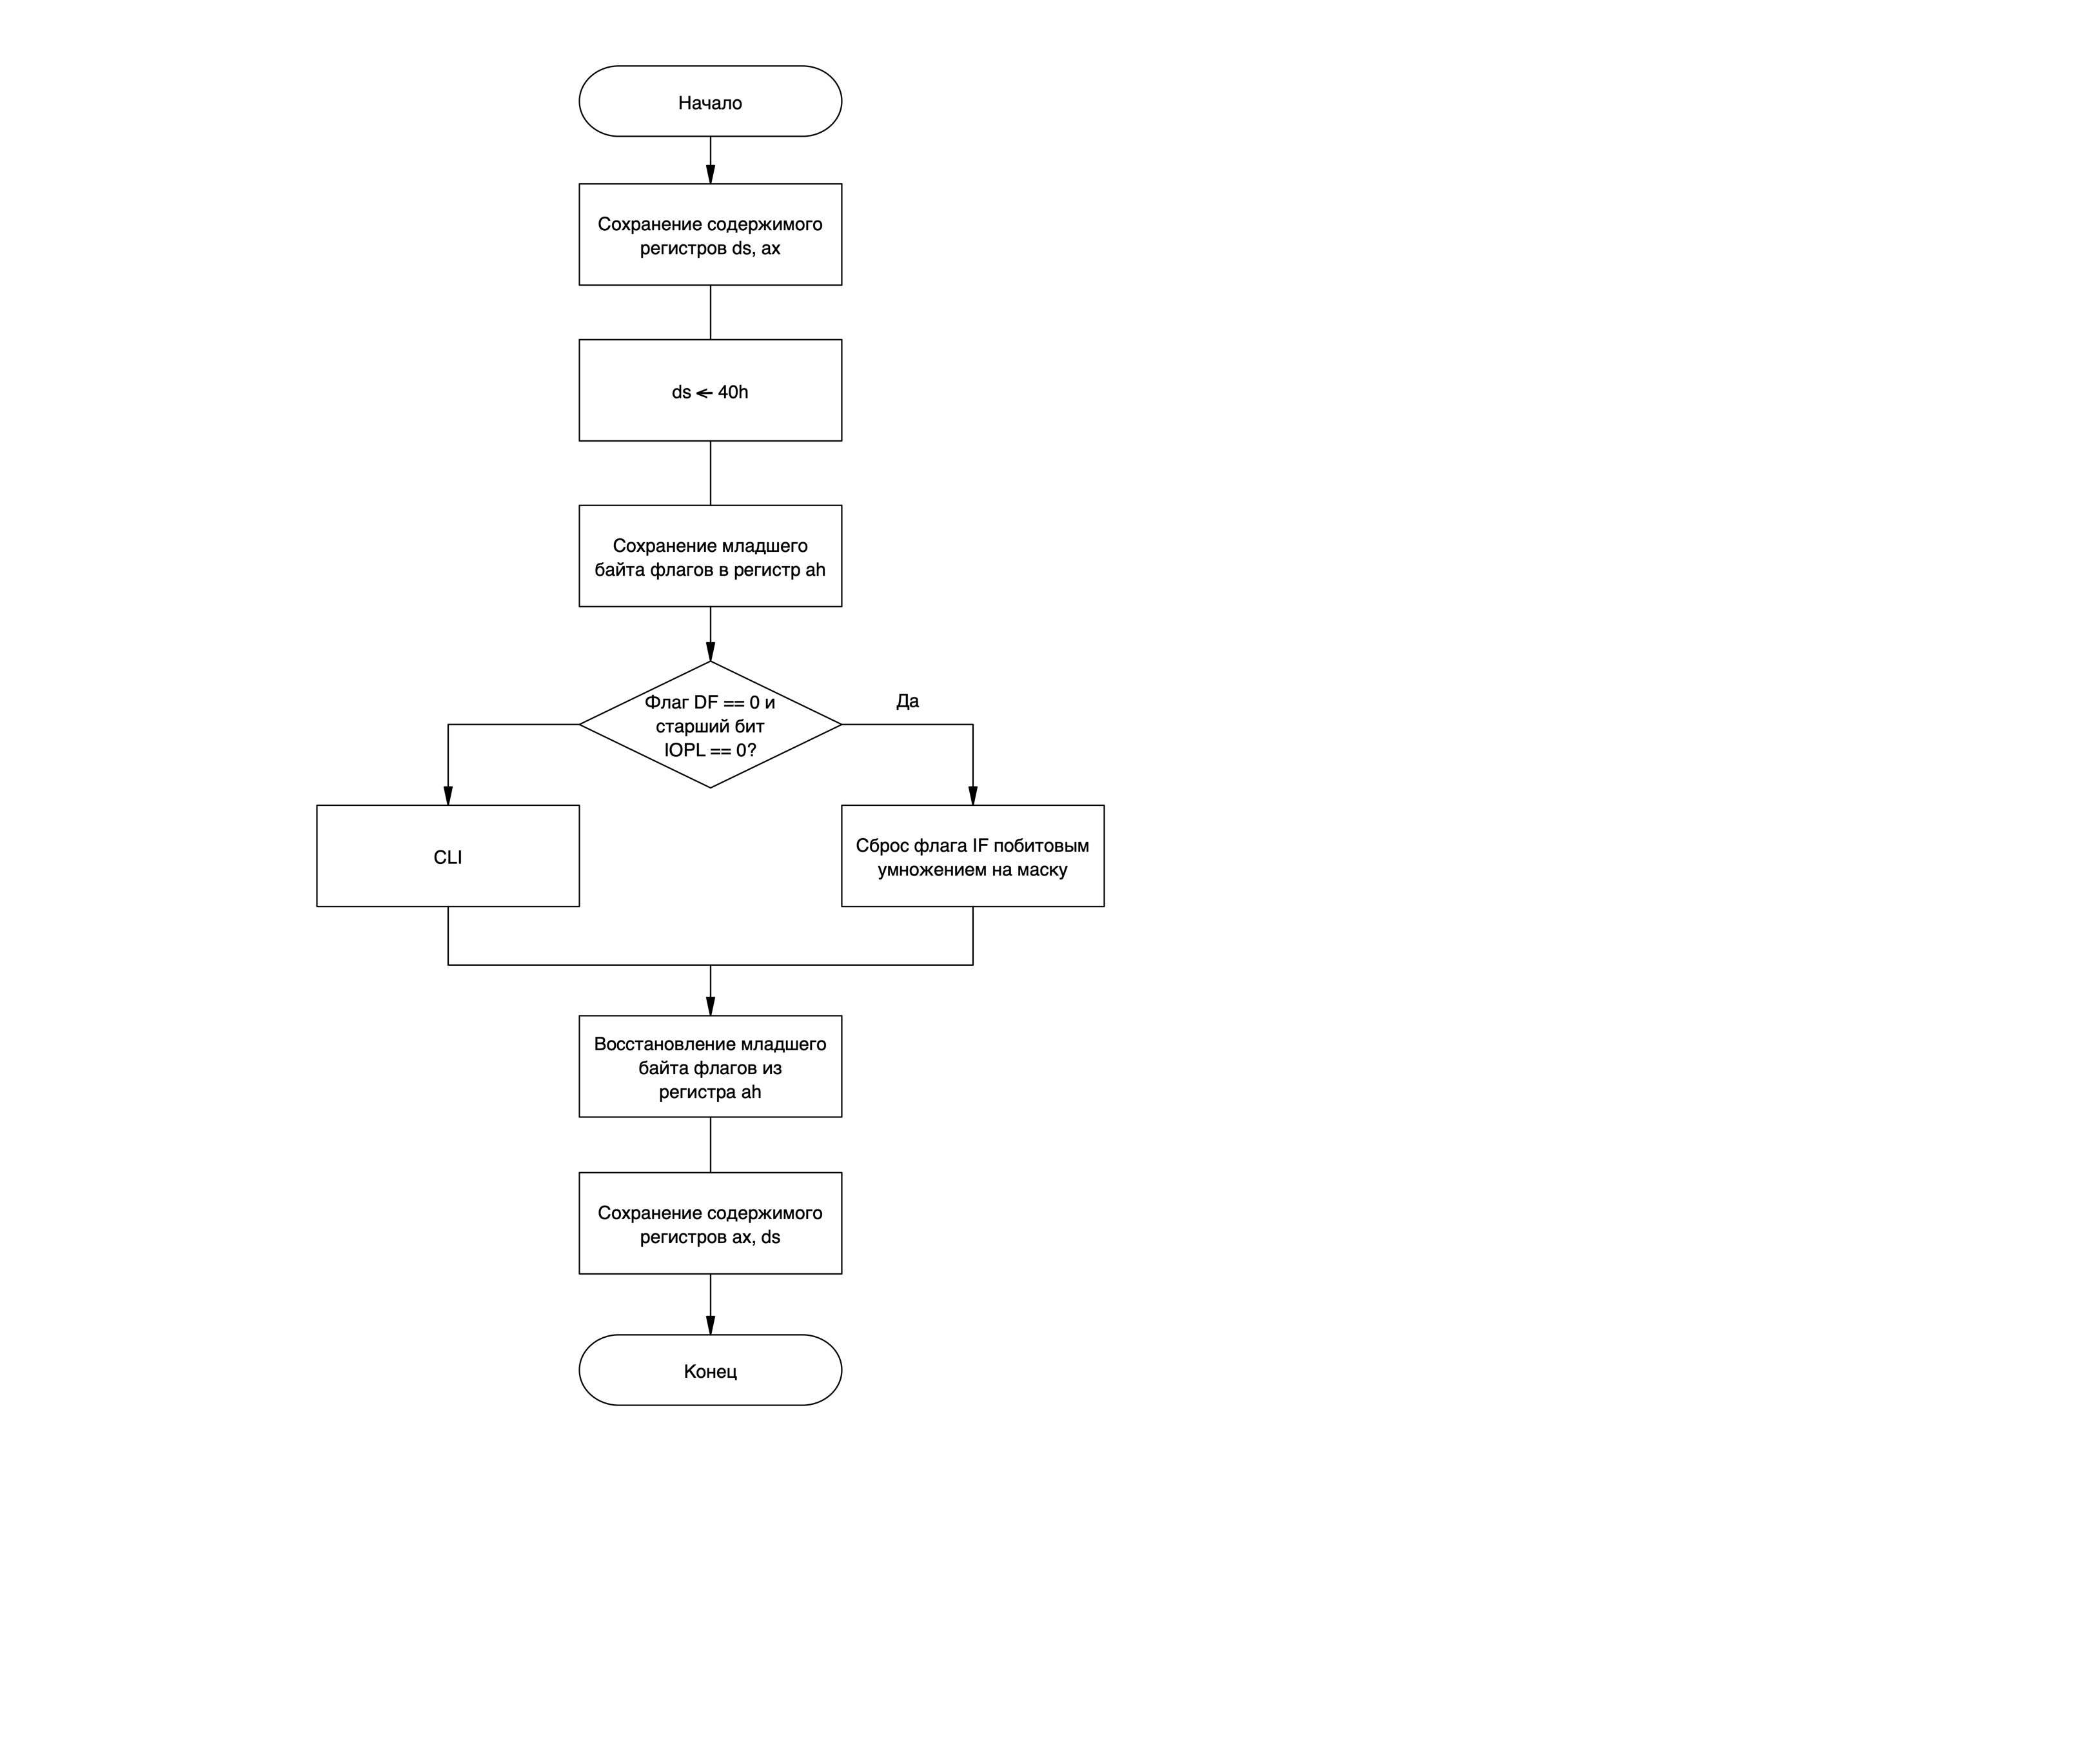 Начало
Сохранение содержимого
регистров ds, ax
ds <- 40h
Сохранение младшего
байта флагов в регистр ah
Флаг DF == 0 и
старший бит
IOPL == 0?
Да
CLI
Сброс флага IF побитовым
умножением на маску
Восстановление младшего
байта флагов из
регистра ah
Сохранение содержимого
регистров ax, ds
Конец